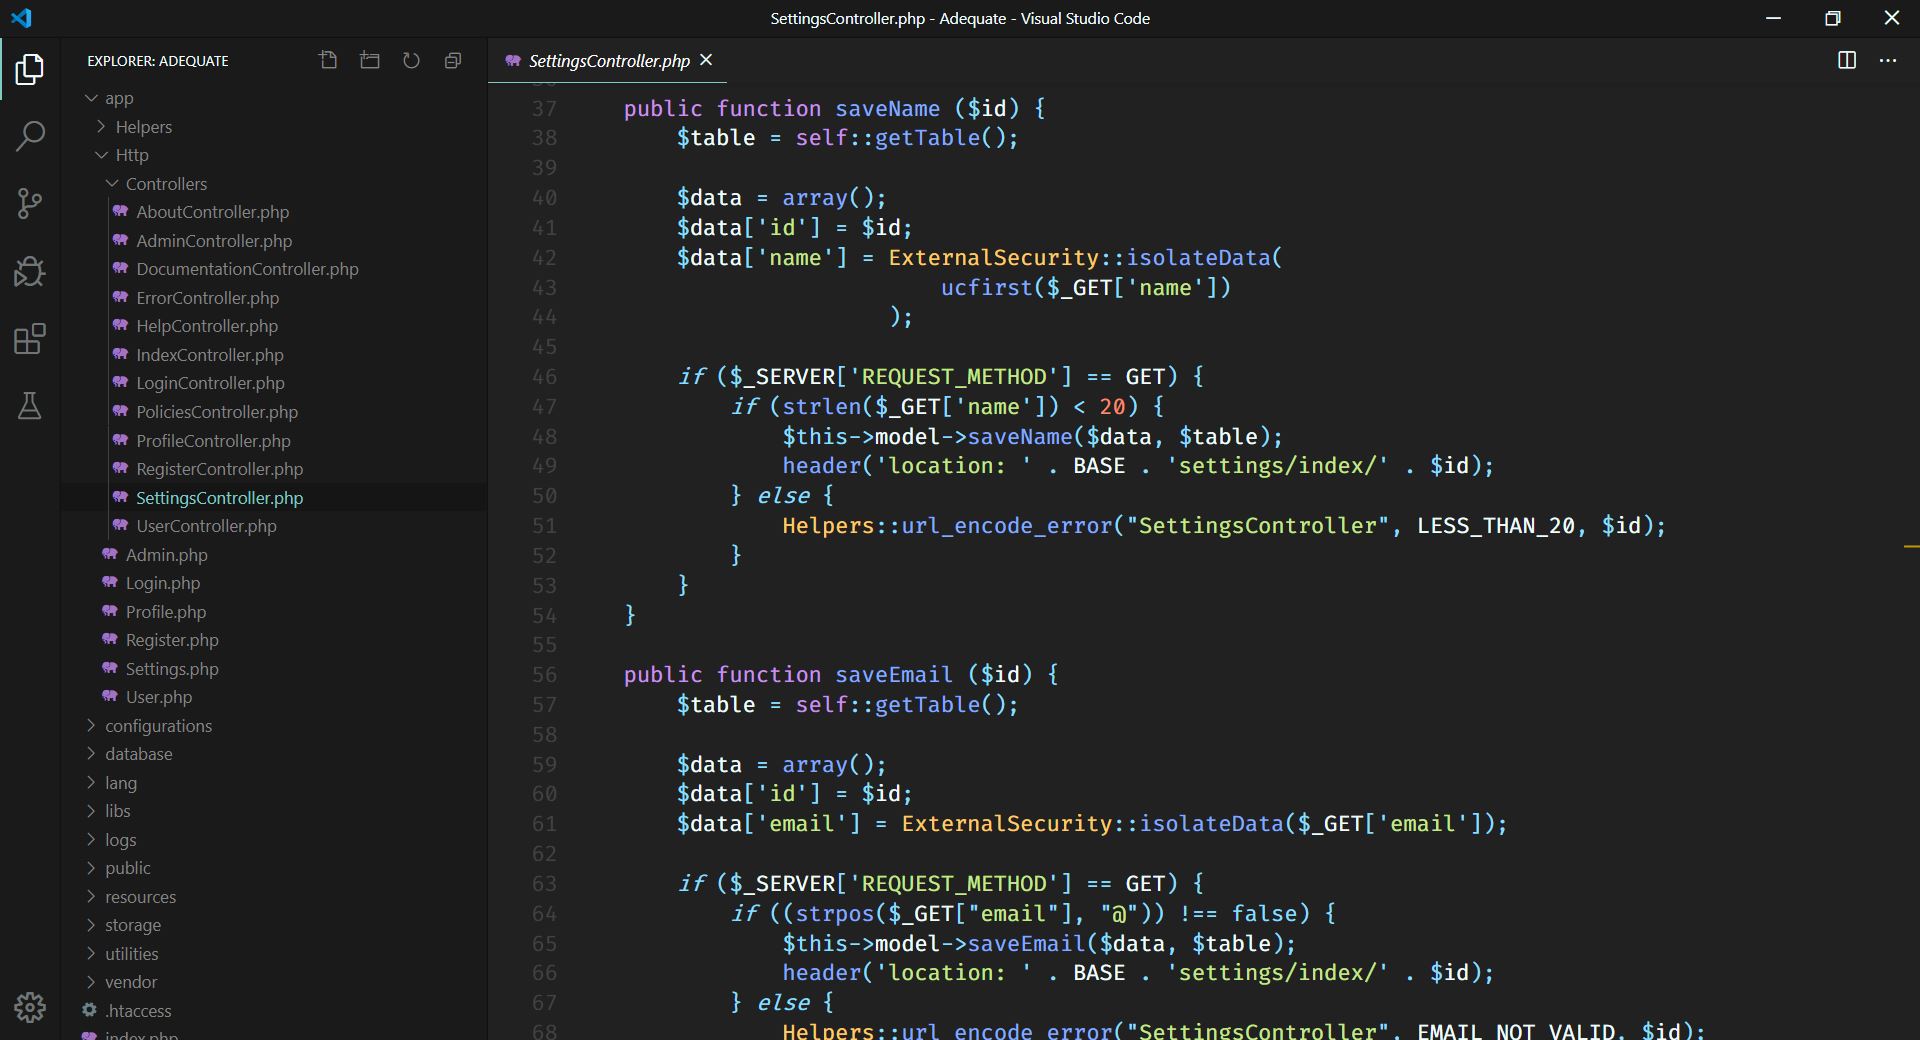 SettingsController.php - Adequate - Visual Studio Code
EXPLORER: ADEQUATE
app
Helpers
Http
Controllers
AboutController.php
AdminController.php
DocumentationController.php
ErrorController.php
HelpController.php
IndexController.php
LoginController.php
PoliciesController.php
ProfileController.php
RegisterController.php
SettingsController.php
UserController.php
Admin.php
Login.php
Profile.php
Register.php
Settings.php
User.php
configurations
database
lang
libs
logs
public
resources
storage
utilities
vendor
.htaccess
index.php
SettingsController.php
36
37 public function saveName ($id) {
38 $table = self::getTable();
39
40 $data = array();
41 $data['id'] = $id;
42 $data['name'] = ExternalSecurity::isolateData(
43 ucfirst($_GET['name'])
44 );
45
46 if ($_SERVER['REQUEST_METHOD'] == GET) {
47 if (strlen($_GET['name']) < 20) {
48 $this->model->saveName($data, $table);
49 header('location: ' . BASE . 'settings/index/' . $id);
50 } else {
51 Helpers::url_encode_error("SettingsController", LESS_THAN_20, $id);
52 }
53 }
54 }
55
56 public function saveEmail ($id) {
57 $table = self::getTable();
58
59 $data = array();
60 $data['id'] = $id;
61 $data['email'] = ExternalSecurity::isolateData($_GET['email']);
62
63 if ($_SERVER['REQUEST_METHOD'] == GET) {
64 if ((strpos($_GET["email"], "@")) !== false) {
65 $this->model->saveEmail($data, $table);
66 header('location: ' . BASE . 'settings/index/' . $id);
67 } else {
68 Helpers::url_encode_error("SettingsController", EMAIL_NOT_VALID, $id);